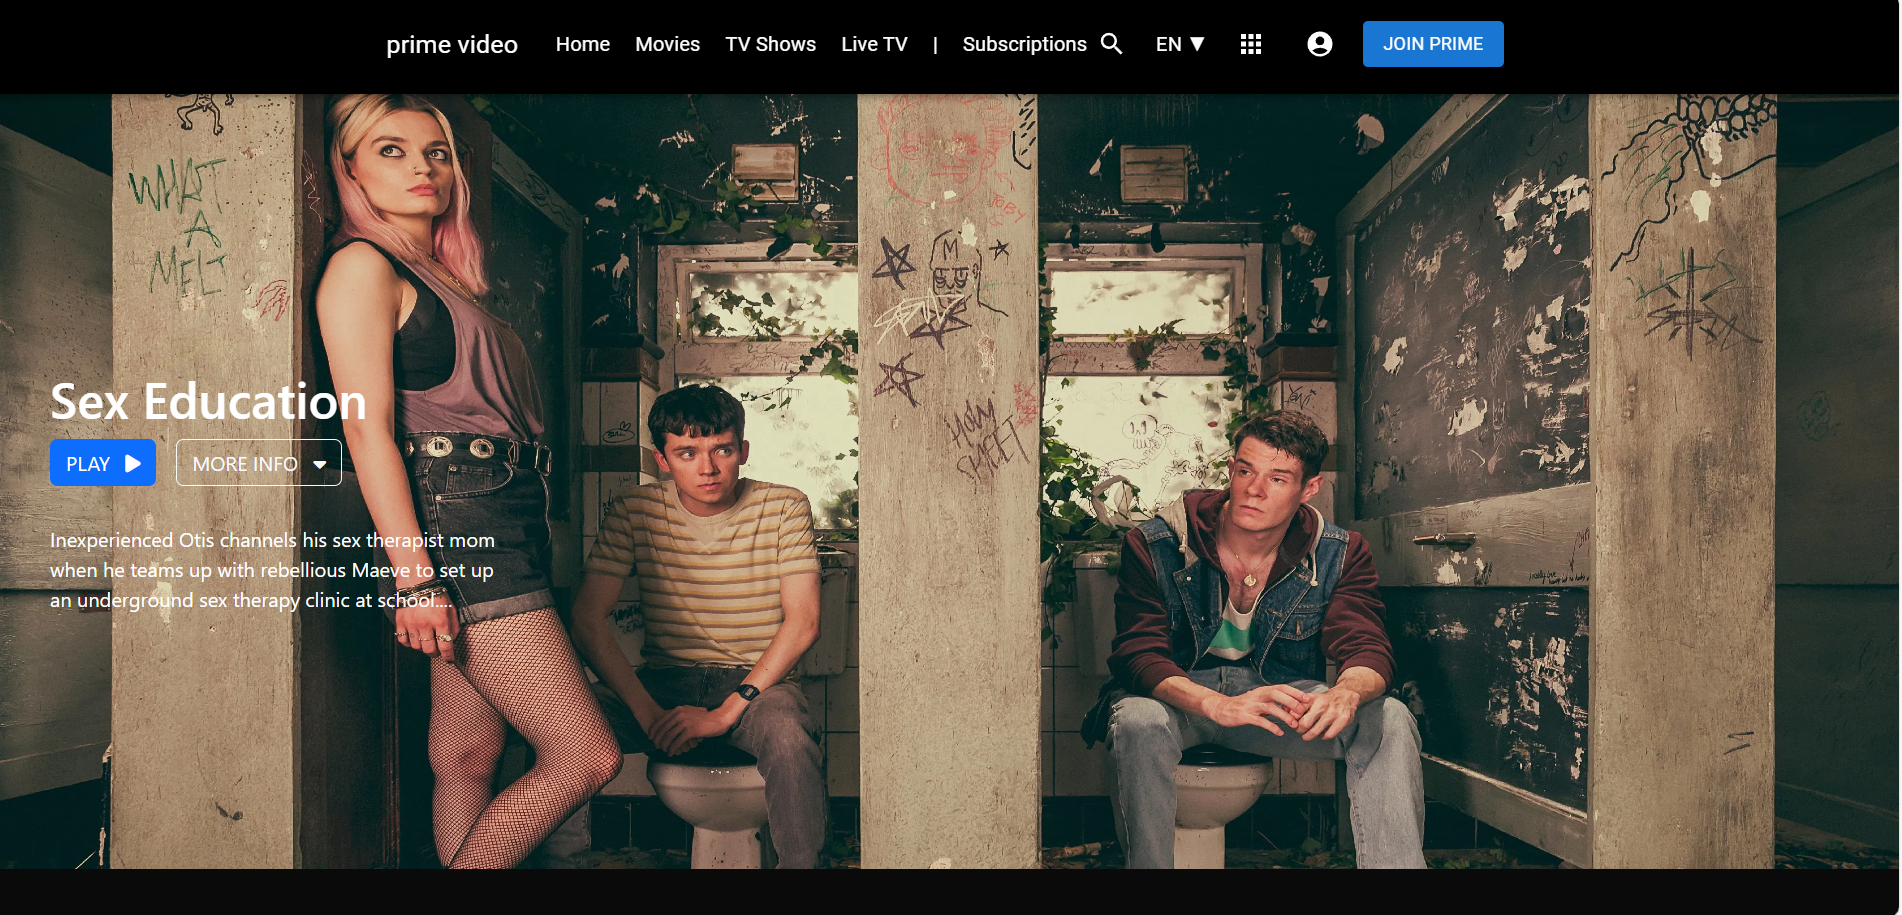 prime video Home Movies TV Shows Live TV | Subscriptions EN ▼ JOIN PRIME
WHAT
A
MELT
TOBY
M
Sex Education
PLAY MORE INFO
Inexperienced Otis channels his sex therapist mom
when he teams up with rebellious Maeve to set up
an underground sex therapy clinic at school....